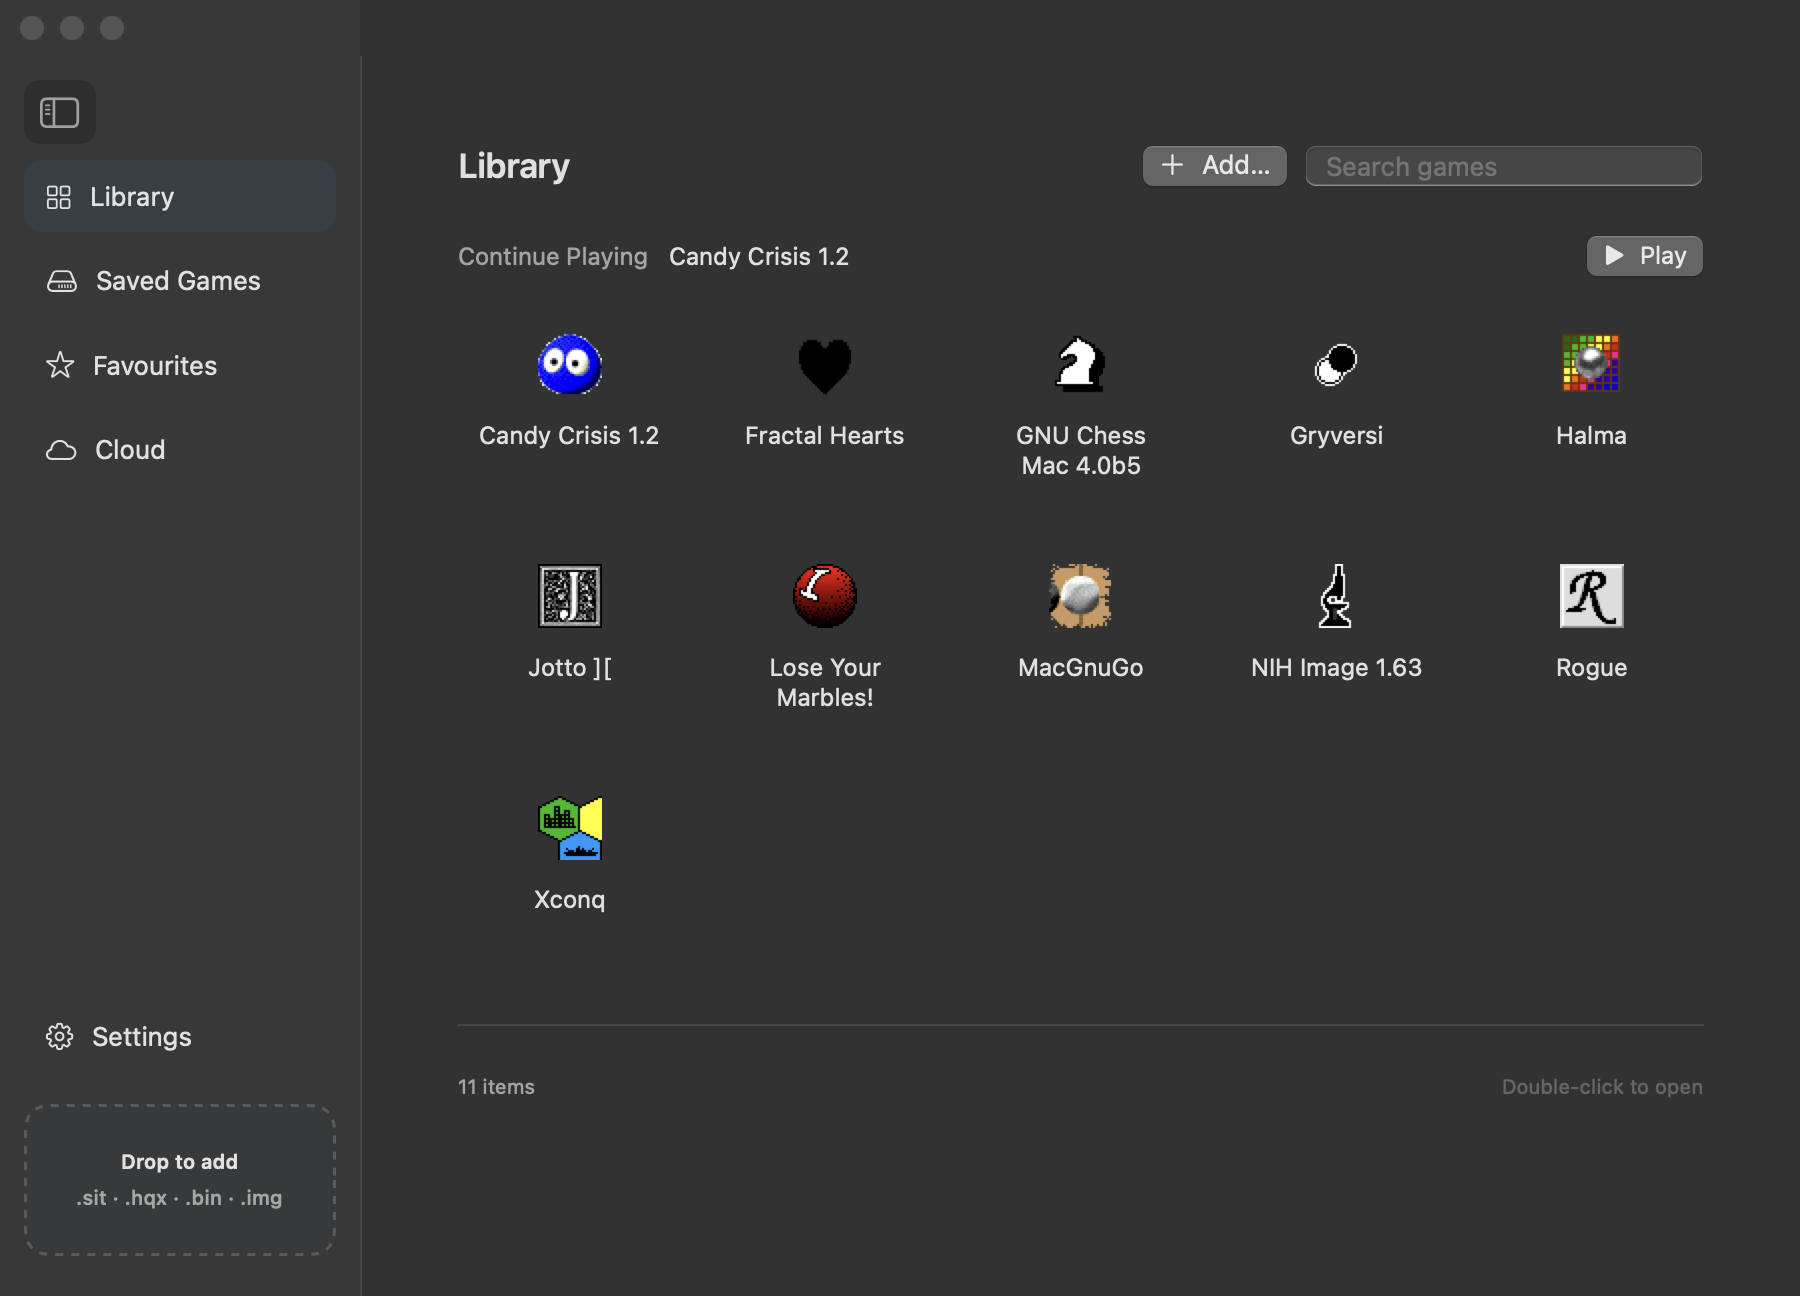 Library
Saved Games
Favourites
Cloud
Settings
Drop to add
.sit · .hqx · .bin · .img
Library
Add...
Search games
Continue Playing Candy Crisis 1.2
Play
Candy Crisis 1.2
Fractal Hearts
GNU Chess
Mac 4.0b5
Gryversi
Halma
J
Jotto ][
Lose Your
Marbles!
MacGnuGo
NIH Image 1.63
R
Rogue
Xconq
11 items
Double-click to open